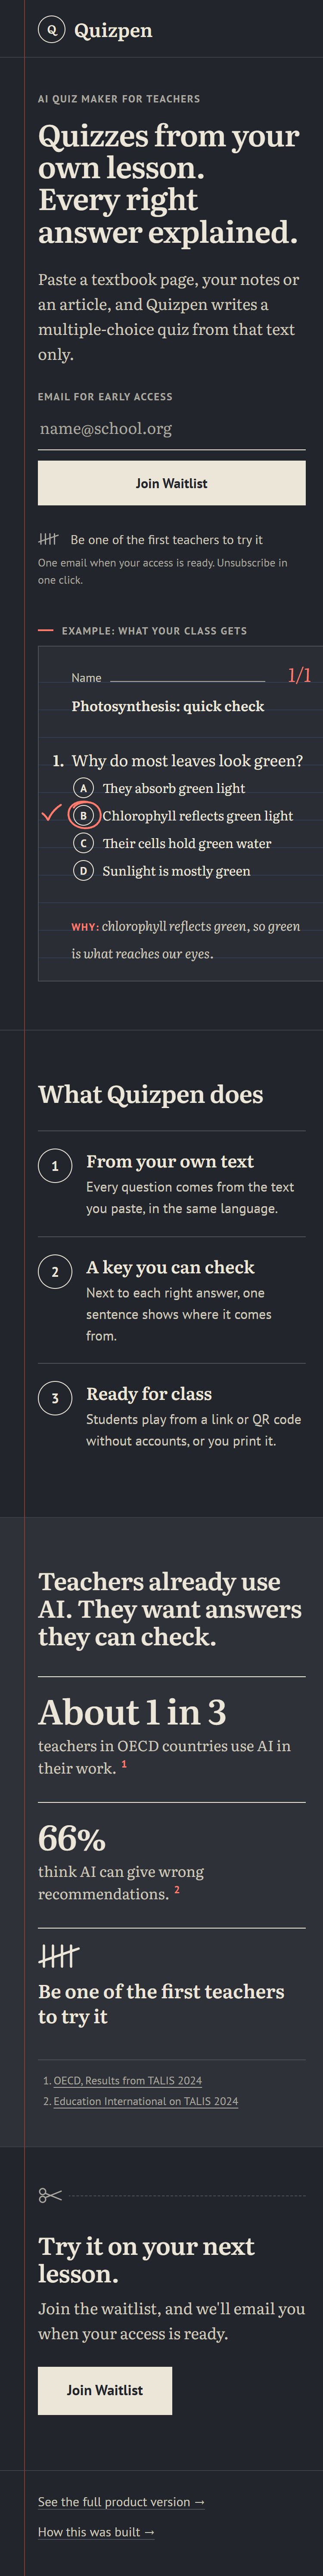 Q Quizpen
AI QUIZ MAKER FOR TEACHERS
Quizzes from your
own lesson.
Every right
answer explained.
Paste a textbook page, your notes or
an article, and Quizpen writes a
multiple-choice quiz from that text
only.
EMAIL FOR EARLY ACCESS
name@school.org
Join Waitlist
Be one of the first teachers to try it
One email when your access is ready. Unsubscribe in
one click.
EXAMPLE: WHAT YOUR CLASS GETS
Name 1/1
Photosynthesis: quick check
1. Why do most leaves look green?
A They absorb green light
B Chlorophyll reflects green light
C Their cells hold green water
D Sunlight is mostly green
WHY: chlorophyll reflects green, so green
is what reaches our eyes.
What Quizpen does
1 From your own text
Every question comes from the text
you paste, in the same language.
2 A key you can check
Next to each right answer, one
sentence shows where it comes
from.
3 Ready for class
Students play from a link or QR code
without accounts, or you print it.
Teachers already use
AI. They want answers
they can check.
About 1 in 3
teachers in OECD countries use AI in
their work. 1
66%
think AI can give wrong
recommendations. 2
Be one of the first teachers
to try it
1. OECD, Results from TALIS 2024
2. Education International on TALIS 2024
Try it on your next
lesson.
Join the waitlist, and we'll email you
when your access is ready.
Join Waitlist
See the full product version →
How this was built →